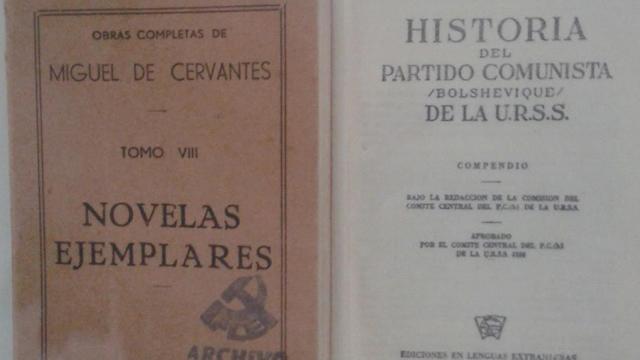 OBRAS COMPLETAS DE
MIGUEL DE CERVANTES
TOMO VIII
NOVELAS
EJEMPLARES
PCE
ARCHIVO
HISTORIA
DEL
PARTIDO COMUNISTA
/BOLSHEVIQUE/
DE LA U.R.S.S.
COMPENDIO
BAJO LA REDACCION DE LA COMISION DEL
COMITE CENTRAL DEL P.C.(b) DE LA U.R.S.S.
APROBADO
POR EL COMITE CENTRAL DEL P.C.(b)
DE LA U.R.S.S. 1938
EDICIONES EN LENGUAS EXTRANJERAS